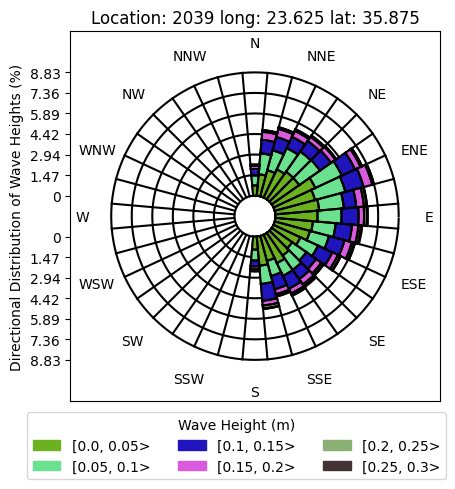 Location: 2039 long: 23.625 lat: 35.875
Directional Distribution of Wave Heights (%)
8.83
7.36
5.89
4.42
2.94
1.47
0
0
1.47
2.94
4.42
5.89
7.36
8.83
N
NNE
NE
ENE
E
ESE
SE
SSE
S
SSW
SW
WSW
W
WNW
NW
NNW
Wave Height (m)
[0.0, 0.05> [0.1, 0.15> [0.2, 0.25>
[0.05, 0.1> [0.15, 0.2> [0.25, 0.3>